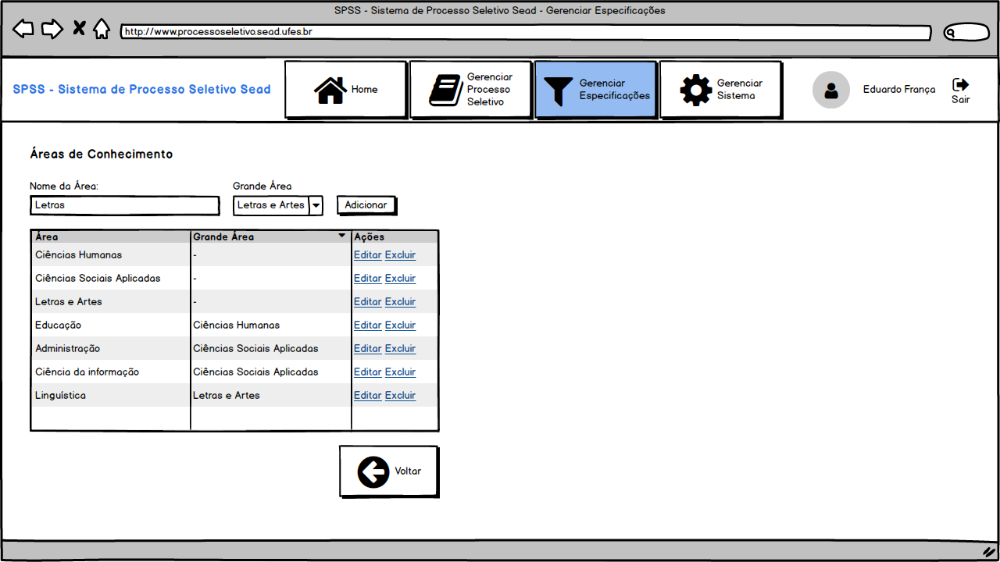 SPSS - Sistema de Processo Seletivo Sead - Gerenciar Especificações
http://www.processoseletivo.sead.ufes.br
SPSS - Sistema de Processo Seletivo Sead
Home
Gerenciar
Processo
Seletivo
Gerenciar
Especificações
Gerenciar
Sistema
Eduardo França
Sair
Áreas de Conhecimento
Nome da Área:
Grande Área
Letras
Letras e Artes
Adicionar
Área Grande Área Ações
Ciências Humanas - Editar Excluir
Ciências Sociais Aplicadas - Editar Excluir
Letras e Artes - Editar Excluir
Educação Ciências Humanas Editar Excluir
Administração Ciências Sociais Aplicadas Editar Excluir
Ciência da informação Ciências Sociais Aplicadas Editar Excluir
Linguística Letras e Artes Editar Excluir
Voltar